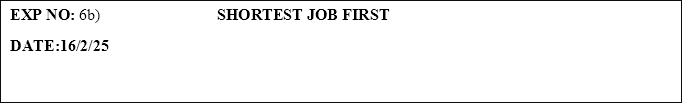 EXP NO: 6b) SHORTEST JOB FIRST
DATE:16/2/25